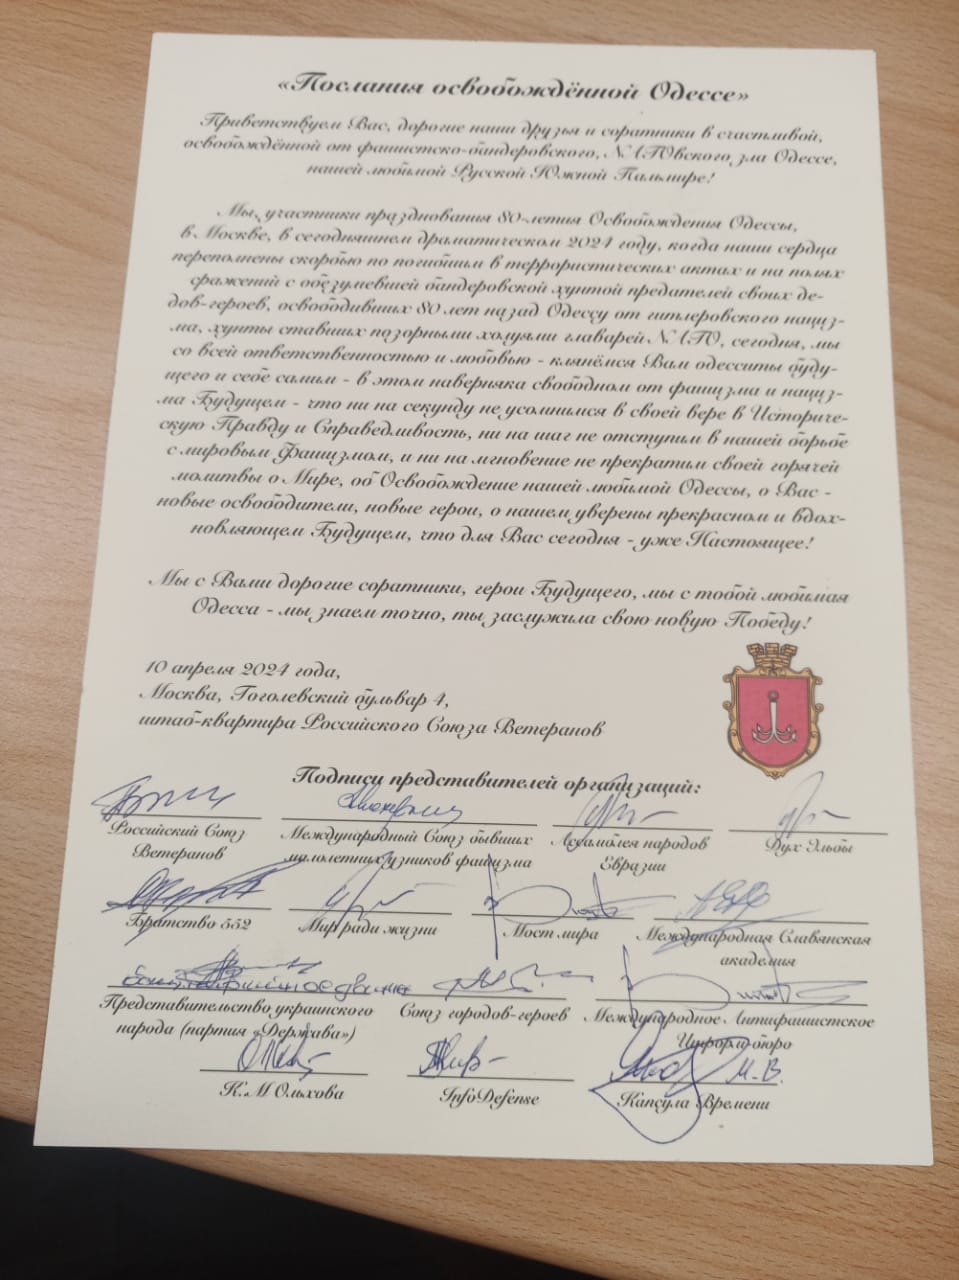 «Послания освобождённой Одессе»
Приветствуем Вас, дорогие наши друзья и соратники в счастливой,
освобождённой от фашистско-бандеровского, NАТОвского зла Одессе,
нашей любимой Русской Южной Пальмире!
Мы, участники празднования 80-летия Освобождения Одессы,
в Москве, в сегодняшнем драматическом 2024 году, когда наши сердца
переполнены скорбью по погибшим в террористических актах и на полях
сражений с обезумевшей бандеровской хунтой предателей своих де-
дов-героев, освободивших 80 лет назад Одессу от гитлеровского нациз-
ма, хунты ставших позорными холуями главарей NАТО, сегодня, мы
со всей ответственностью и любовью - клянёмся Вам одесситы буду-
щего и себе самим - в этом наверняка свободном от фашизма и нациз-
ма Будущем - что ни на секунду не усомнимся в своей вере в Историче-
скую Правду и Справедливость, ни на шаг не отступим в нашей борьбе
с мировым фашизмом, и ни на мгновение не прекратим своей горячей
молитвы о Мире, об Освобождение нашей любимой Одессы, о Вас -
новые освободители, новые герои, о нашем уверены прекрасном и вдох-
новляющем Будущем, что для Вас сегодня - уже Настоящее!
Мы с Вами дорогие соратники, герои Будущего, мы с тобой любимая
Одесса - мы знаем точно, ты заслужила свою новую Победу!
10 апреля 2024 года,
Москва, Гоголевский бульвар 4,
штаб-квартира Российского Союза Ветеранов
Подписи представителей организаций:
Российский Союз Ветеранов
Международный Союз бывших малолетних узников фашизма
Ассамблея народов Евразии
Дух Эльбы
Братство 552
Мир ради жизни
Мост мира
Международная Славянская академия
Представительство украинского народа (партия «Держава»)
Союз городов-героев
Международное Антифашистское Информбюро
К.М Ольхова
InfoDefense
Капсула Времени
М.В.